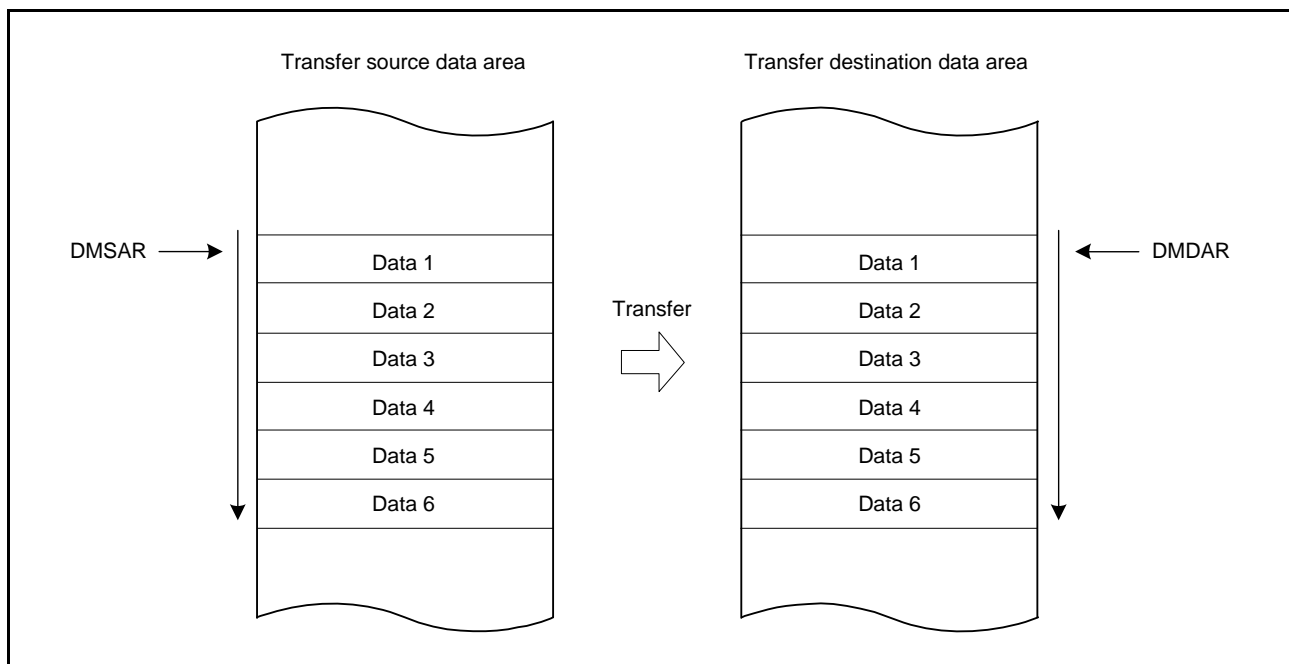 Transfer source data area
Transfer destination data area
DMSAR
Data 1
Data 2
Data 3
Data 4
Data 5
Data 6
Transfer
Data 1
Data 2
Data 3
Data 4
Data 5
Data 6
DMDAR